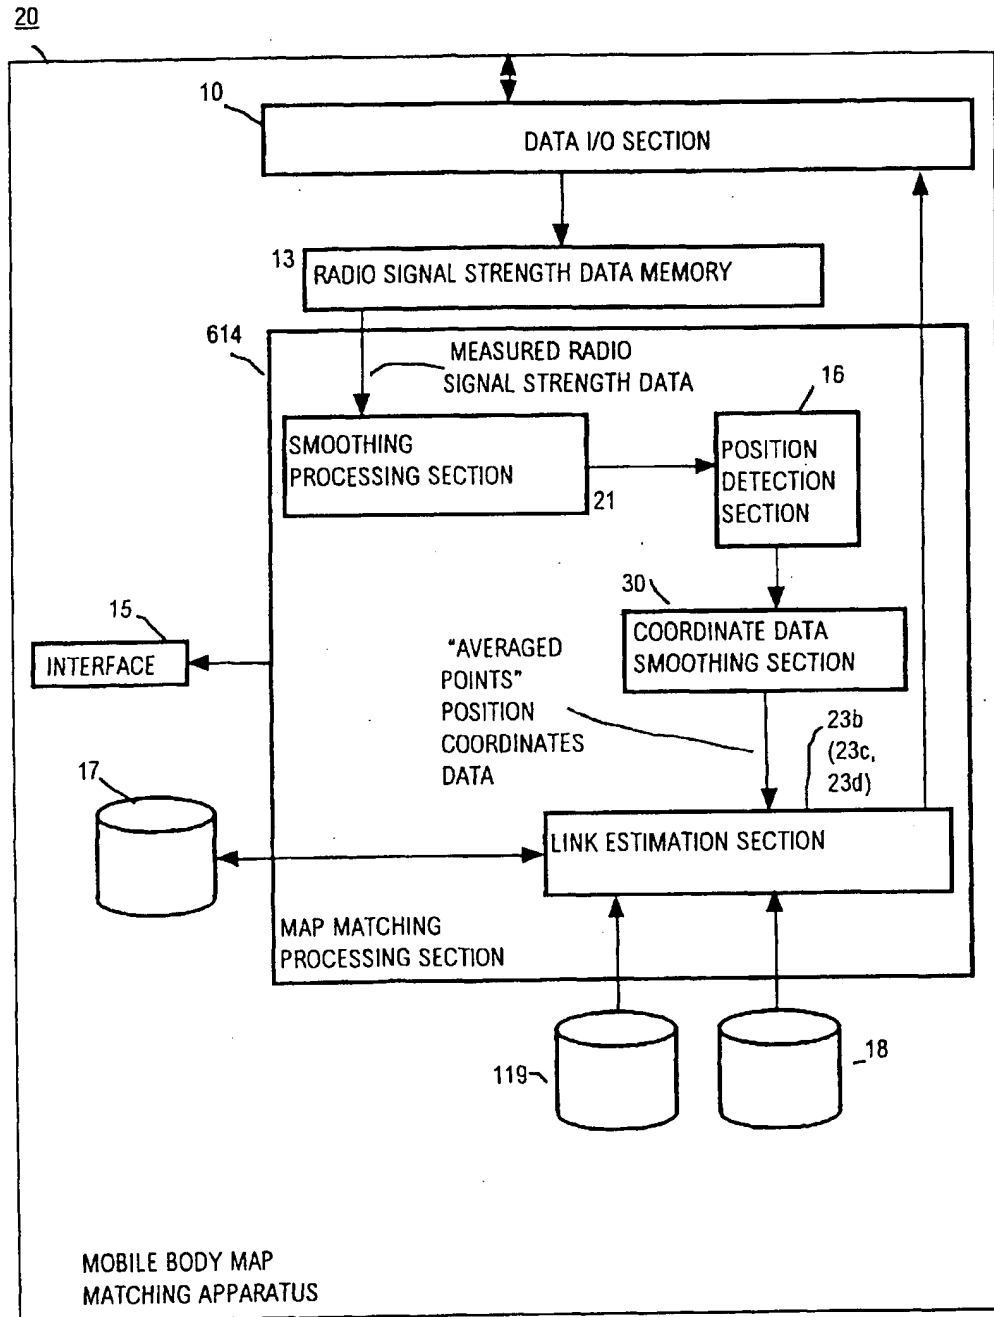 20
10
DATA I/O SECTION
13
RADIO SIGNAL STRENGTH DATA MEMORY
614
MEASURED RADIO
SIGNAL STRENGTH DATA
16
SMOOTHING
PROCESSING SECTION
21
POSITION
DETECTION
SECTION
30
COORDINATE DATA
SMOOTHING SECTION
15
INTERFACE
"AVERAGED
POINTS"
POSITION
COORDINATES
DATA
23b
(23c,
23d)
17
LINK ESTIMATION SECTION
MAP MATCHING
PROCESSING SECTION
119
18
MOBILE BODY MAP
MATCHING APPARATUS